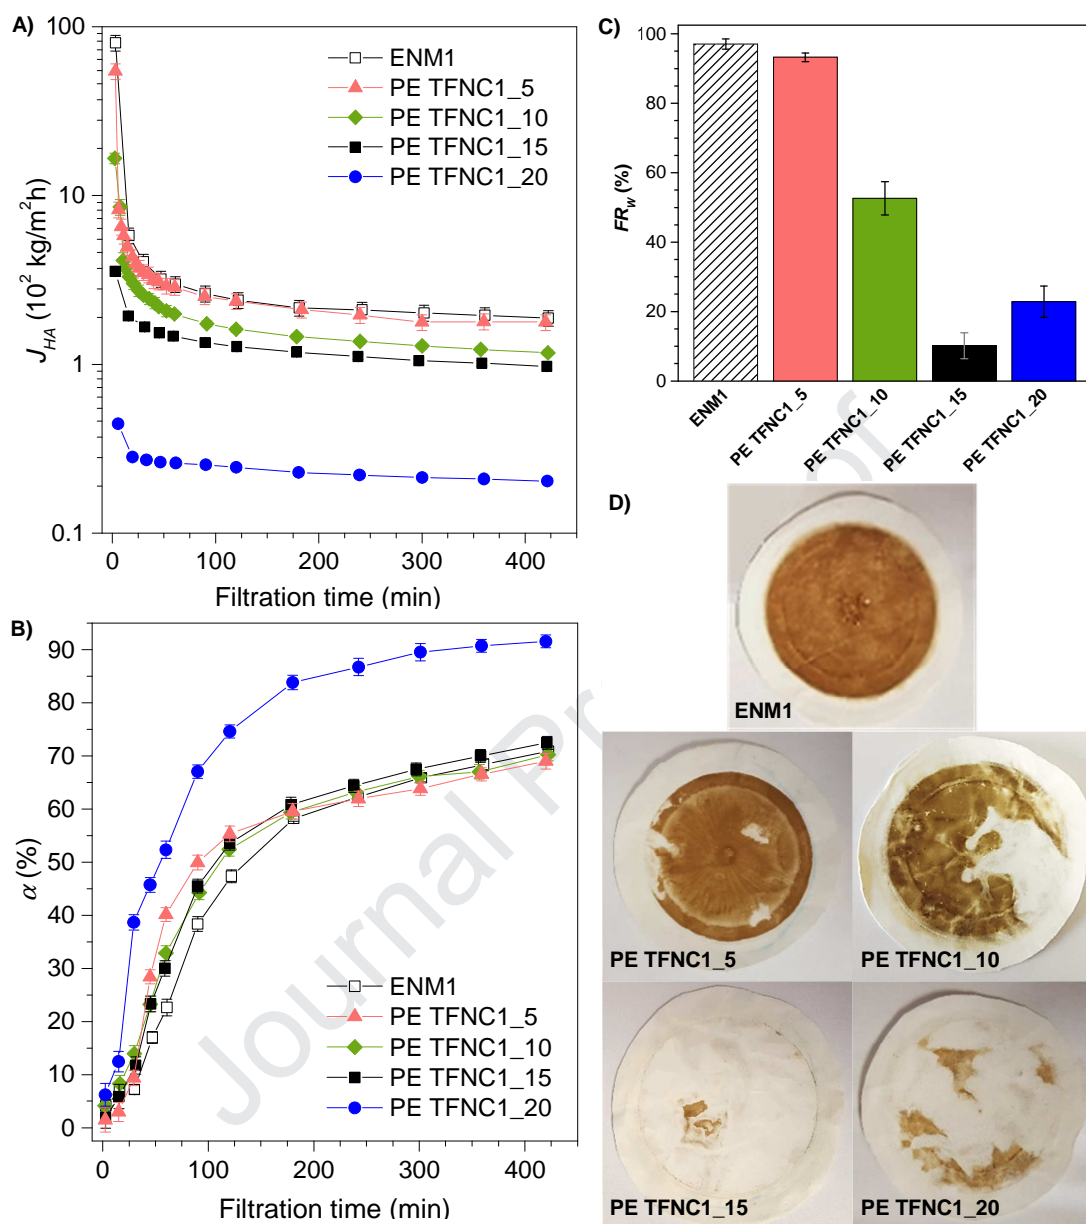 A)
100
10
1
0.1
J_HA (10² kg/m²h)
ENM1
PE TFNC1_5
PE TFNC1_10
PE TFNC1_15
PE TFNC1_20
0 100 200 300 400
Filtration time (min)
B)
90
80
70
60
50
40
30
20
10
0
α (%)
ENM1
PE TFNC1_5
PE TFNC1_10
PE TFNC1_15
PE TFNC1_20
0 100 200 300 400
Filtration time (min)
C)
100
80
60
40
20
0
FR_W (%)
ENM1
PE TFNC1_5
PE TFNC1_10
PE TFNC1_15
PE TFNC1_20
D)
ENM1
PE TFNC1_5
PE TFNC1_10
PE TFNC1_15
PE TFNC1_20